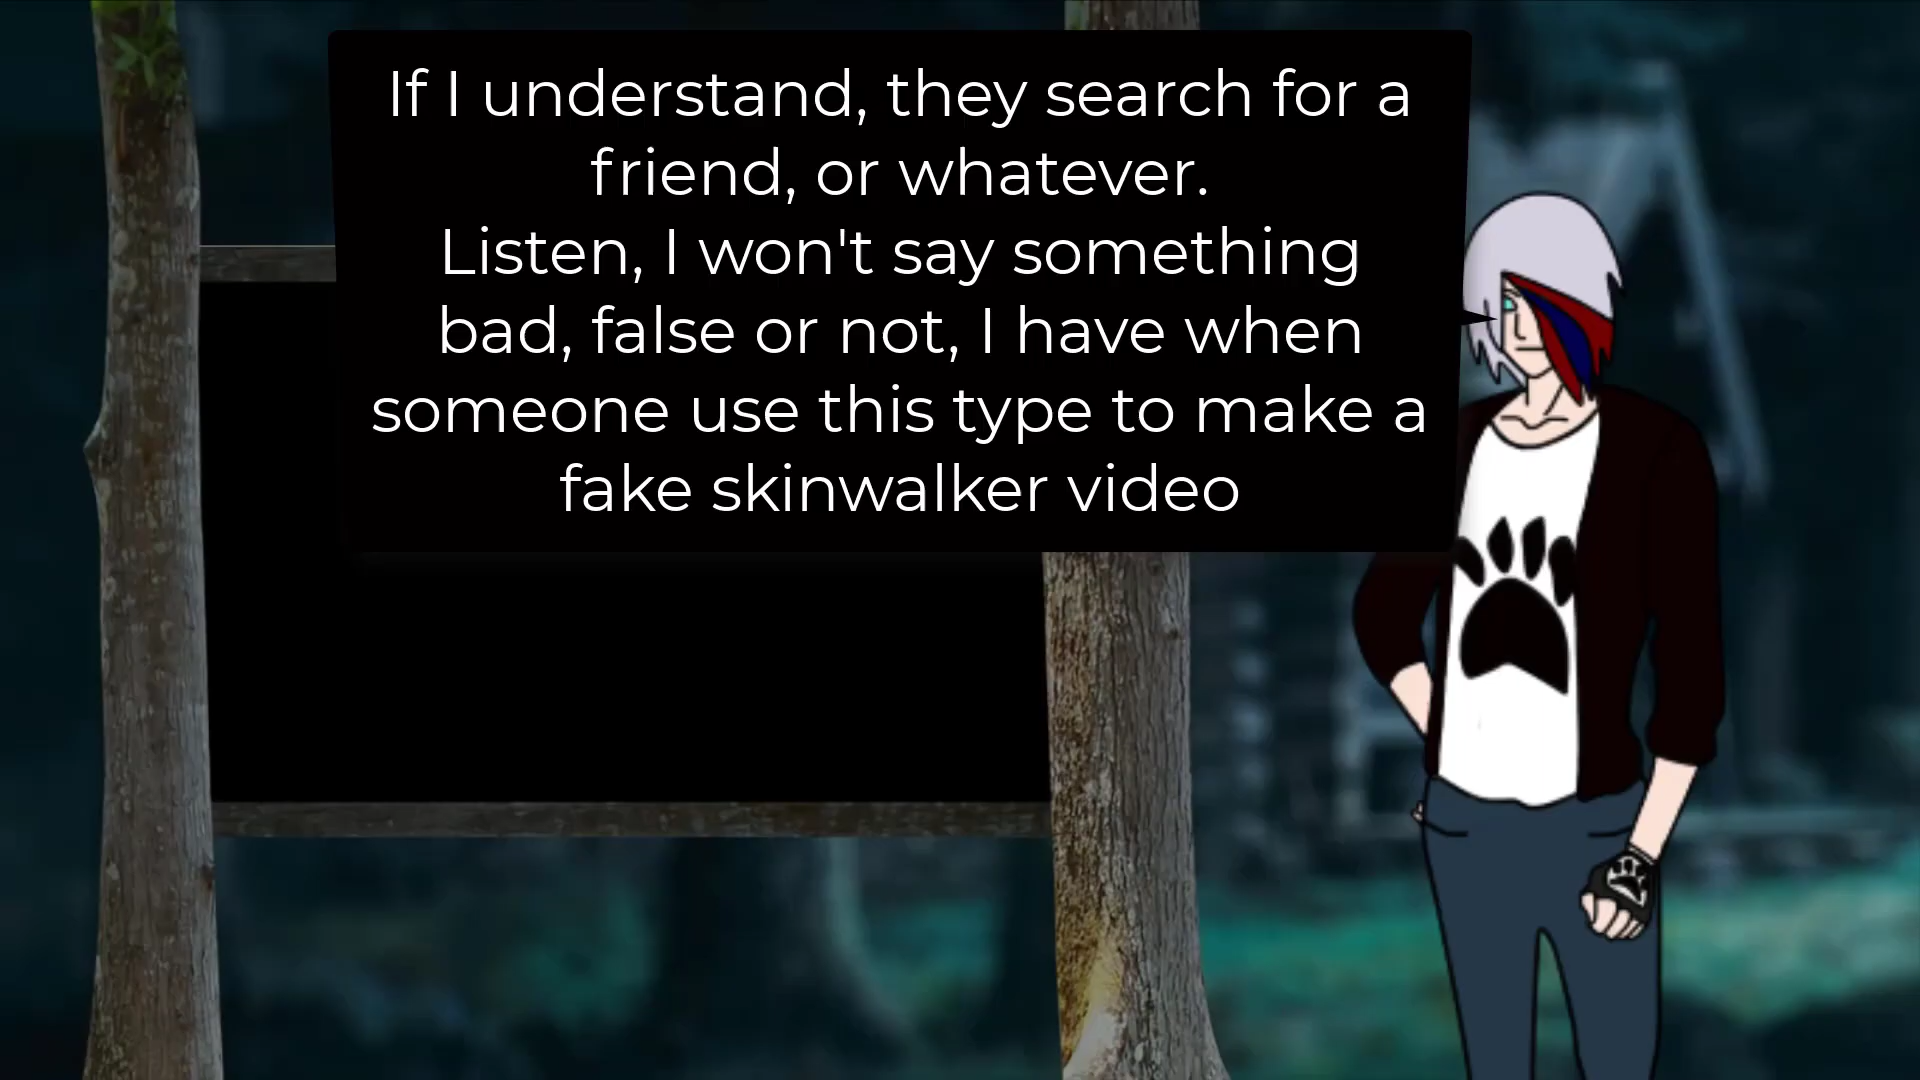 If I understand, they search for a
friend, or whatever.
Listen, I won't say something
bad, false or not, I have when
someone use this type to make a
fake skinwalker video